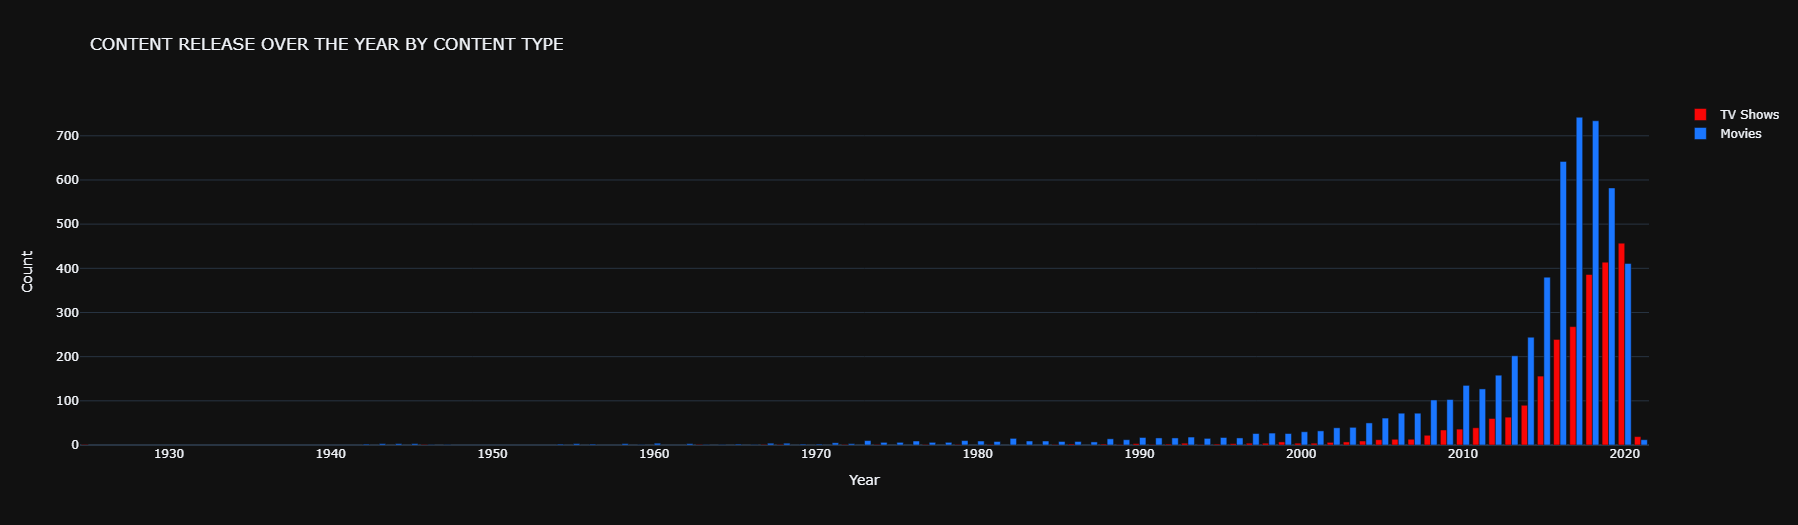 CONTENT RELEASE OVER THE YEAR BY CONTENT TYPE
TV Shows
Movies
700
600
500
400
300
200
100
0
Count
1930 1940 1950 1960 1970 1980 1990 2000 2010 2020
Year